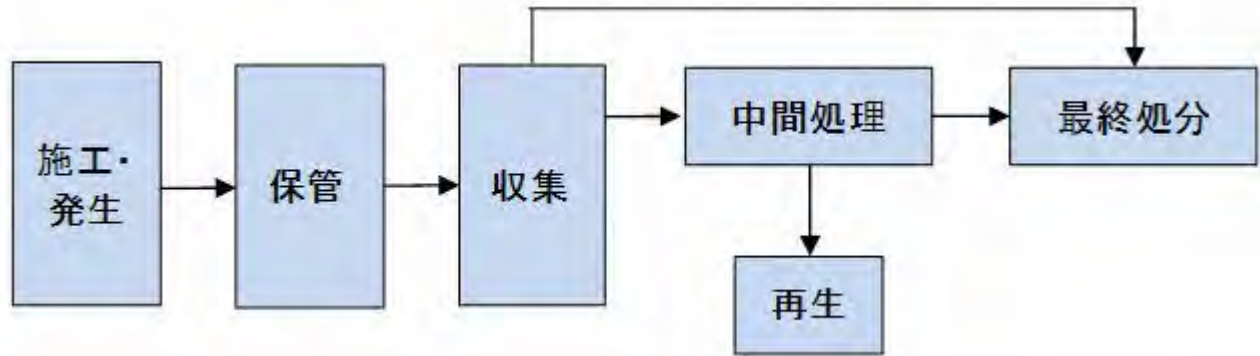 施工・
発生
保管
収集
中間処理
最終処分
再生